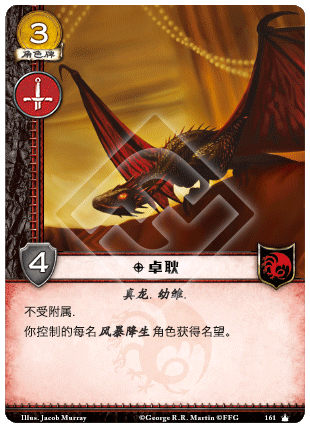 3
角色牌
4
卓耿
真龙. 幼雏.
不受附属.
你控制的每名 风暴降生 角色获得名望。
Illus. Jacob Murray ©George R.R. Martin ©FFG 161